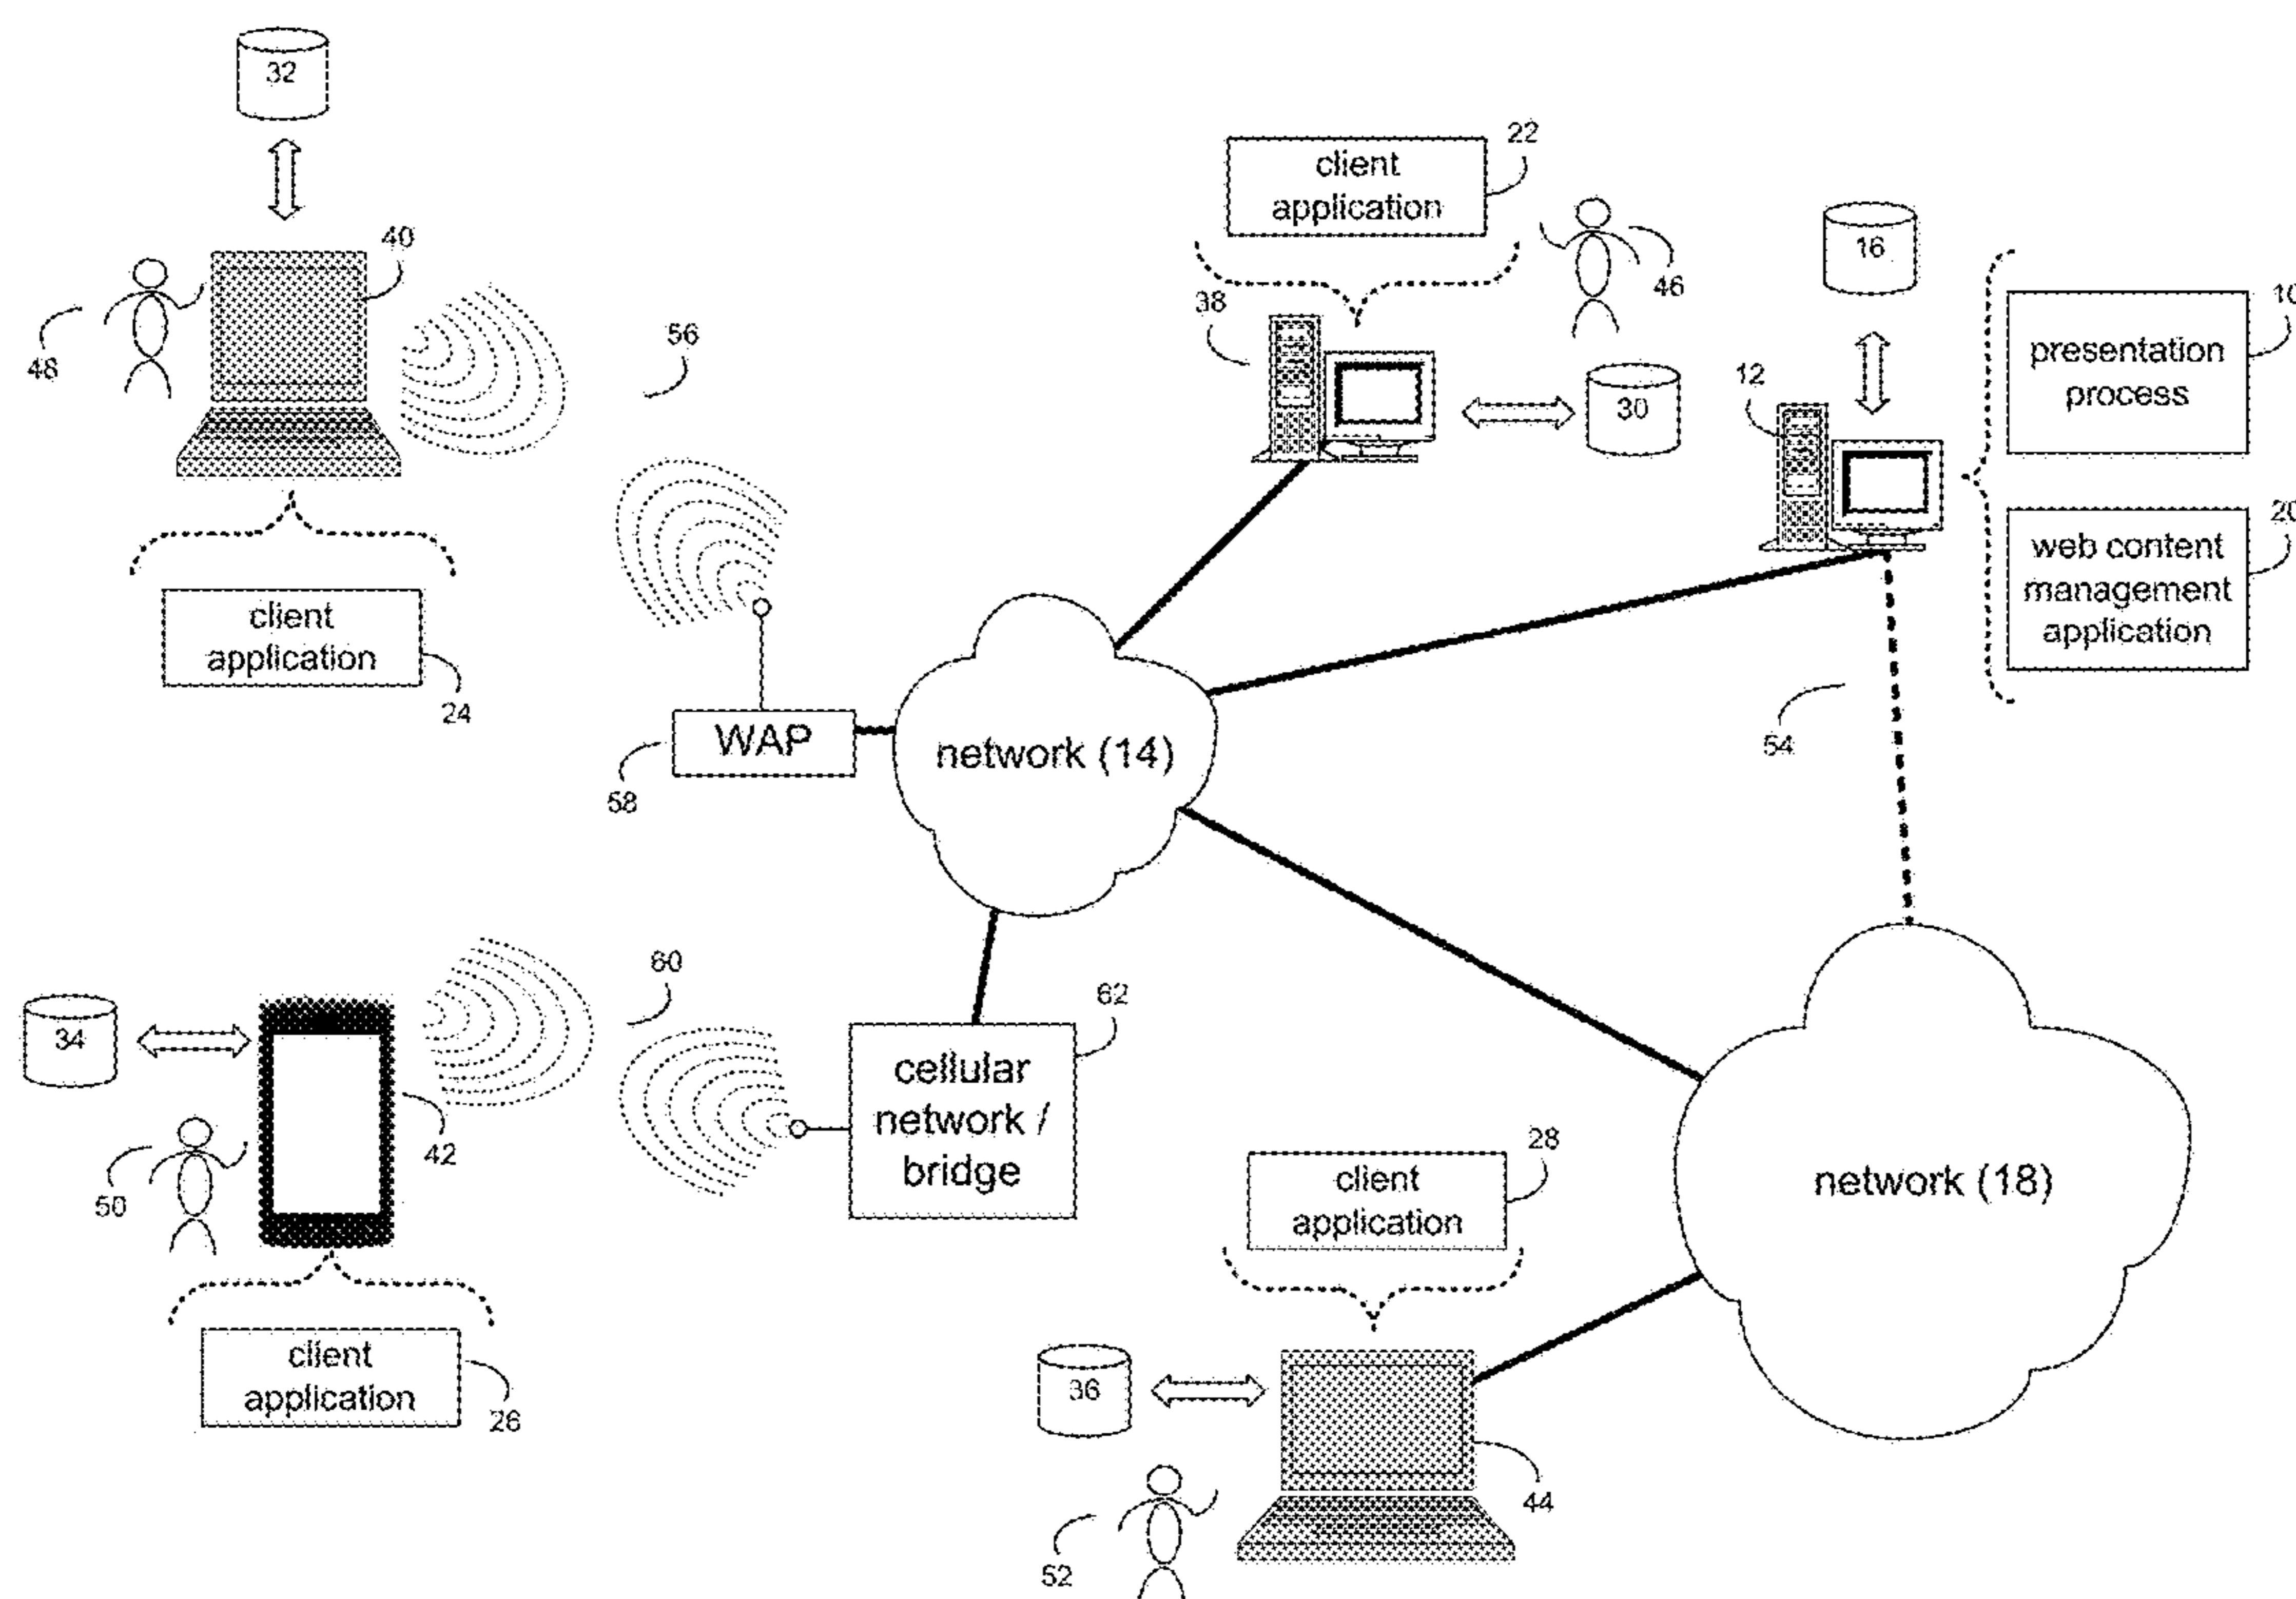 32
40
48
56
client
application
24
client
application
22
46
38
30
16
12
10
presentation
process
20
web content
management
application
54
WAP
58
network (14)
34
42
50
60
62
cellular
network /
bridge
client
application
26
client
application
28
36
44
52
network (18)